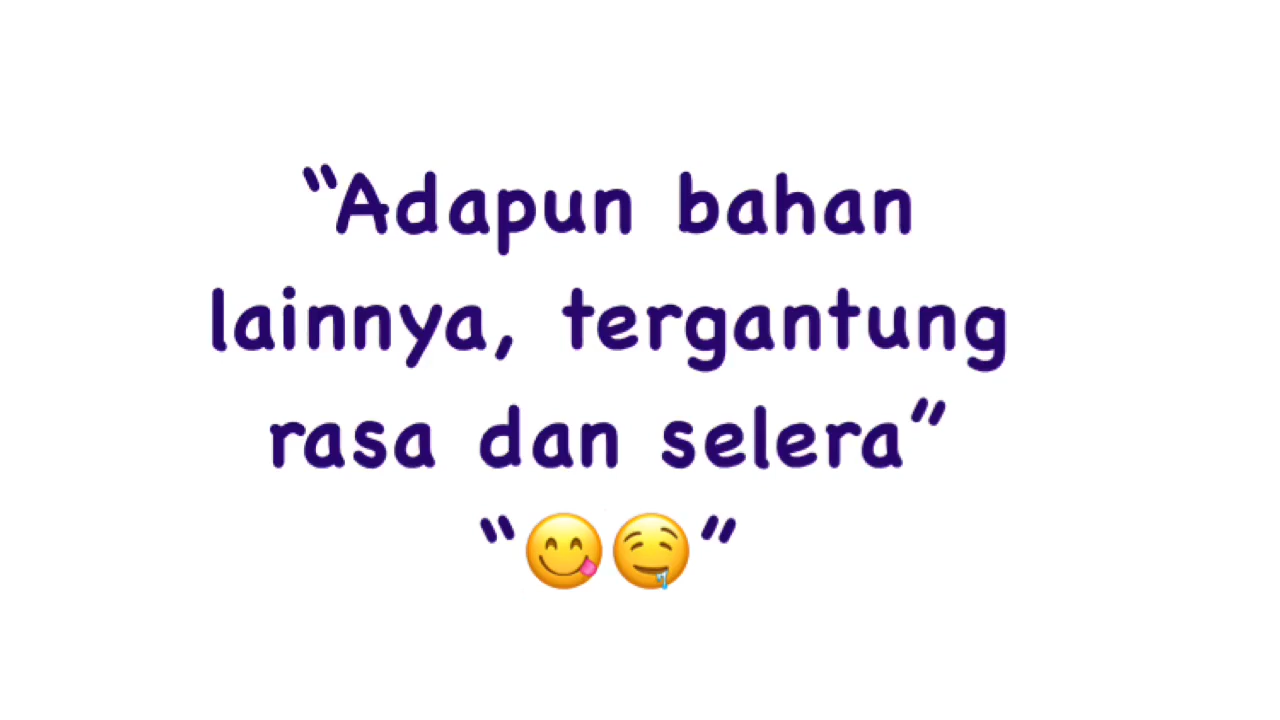 “Adapun bahan
lainnya, tergantung
rasa dan selera”
“😋🤤”